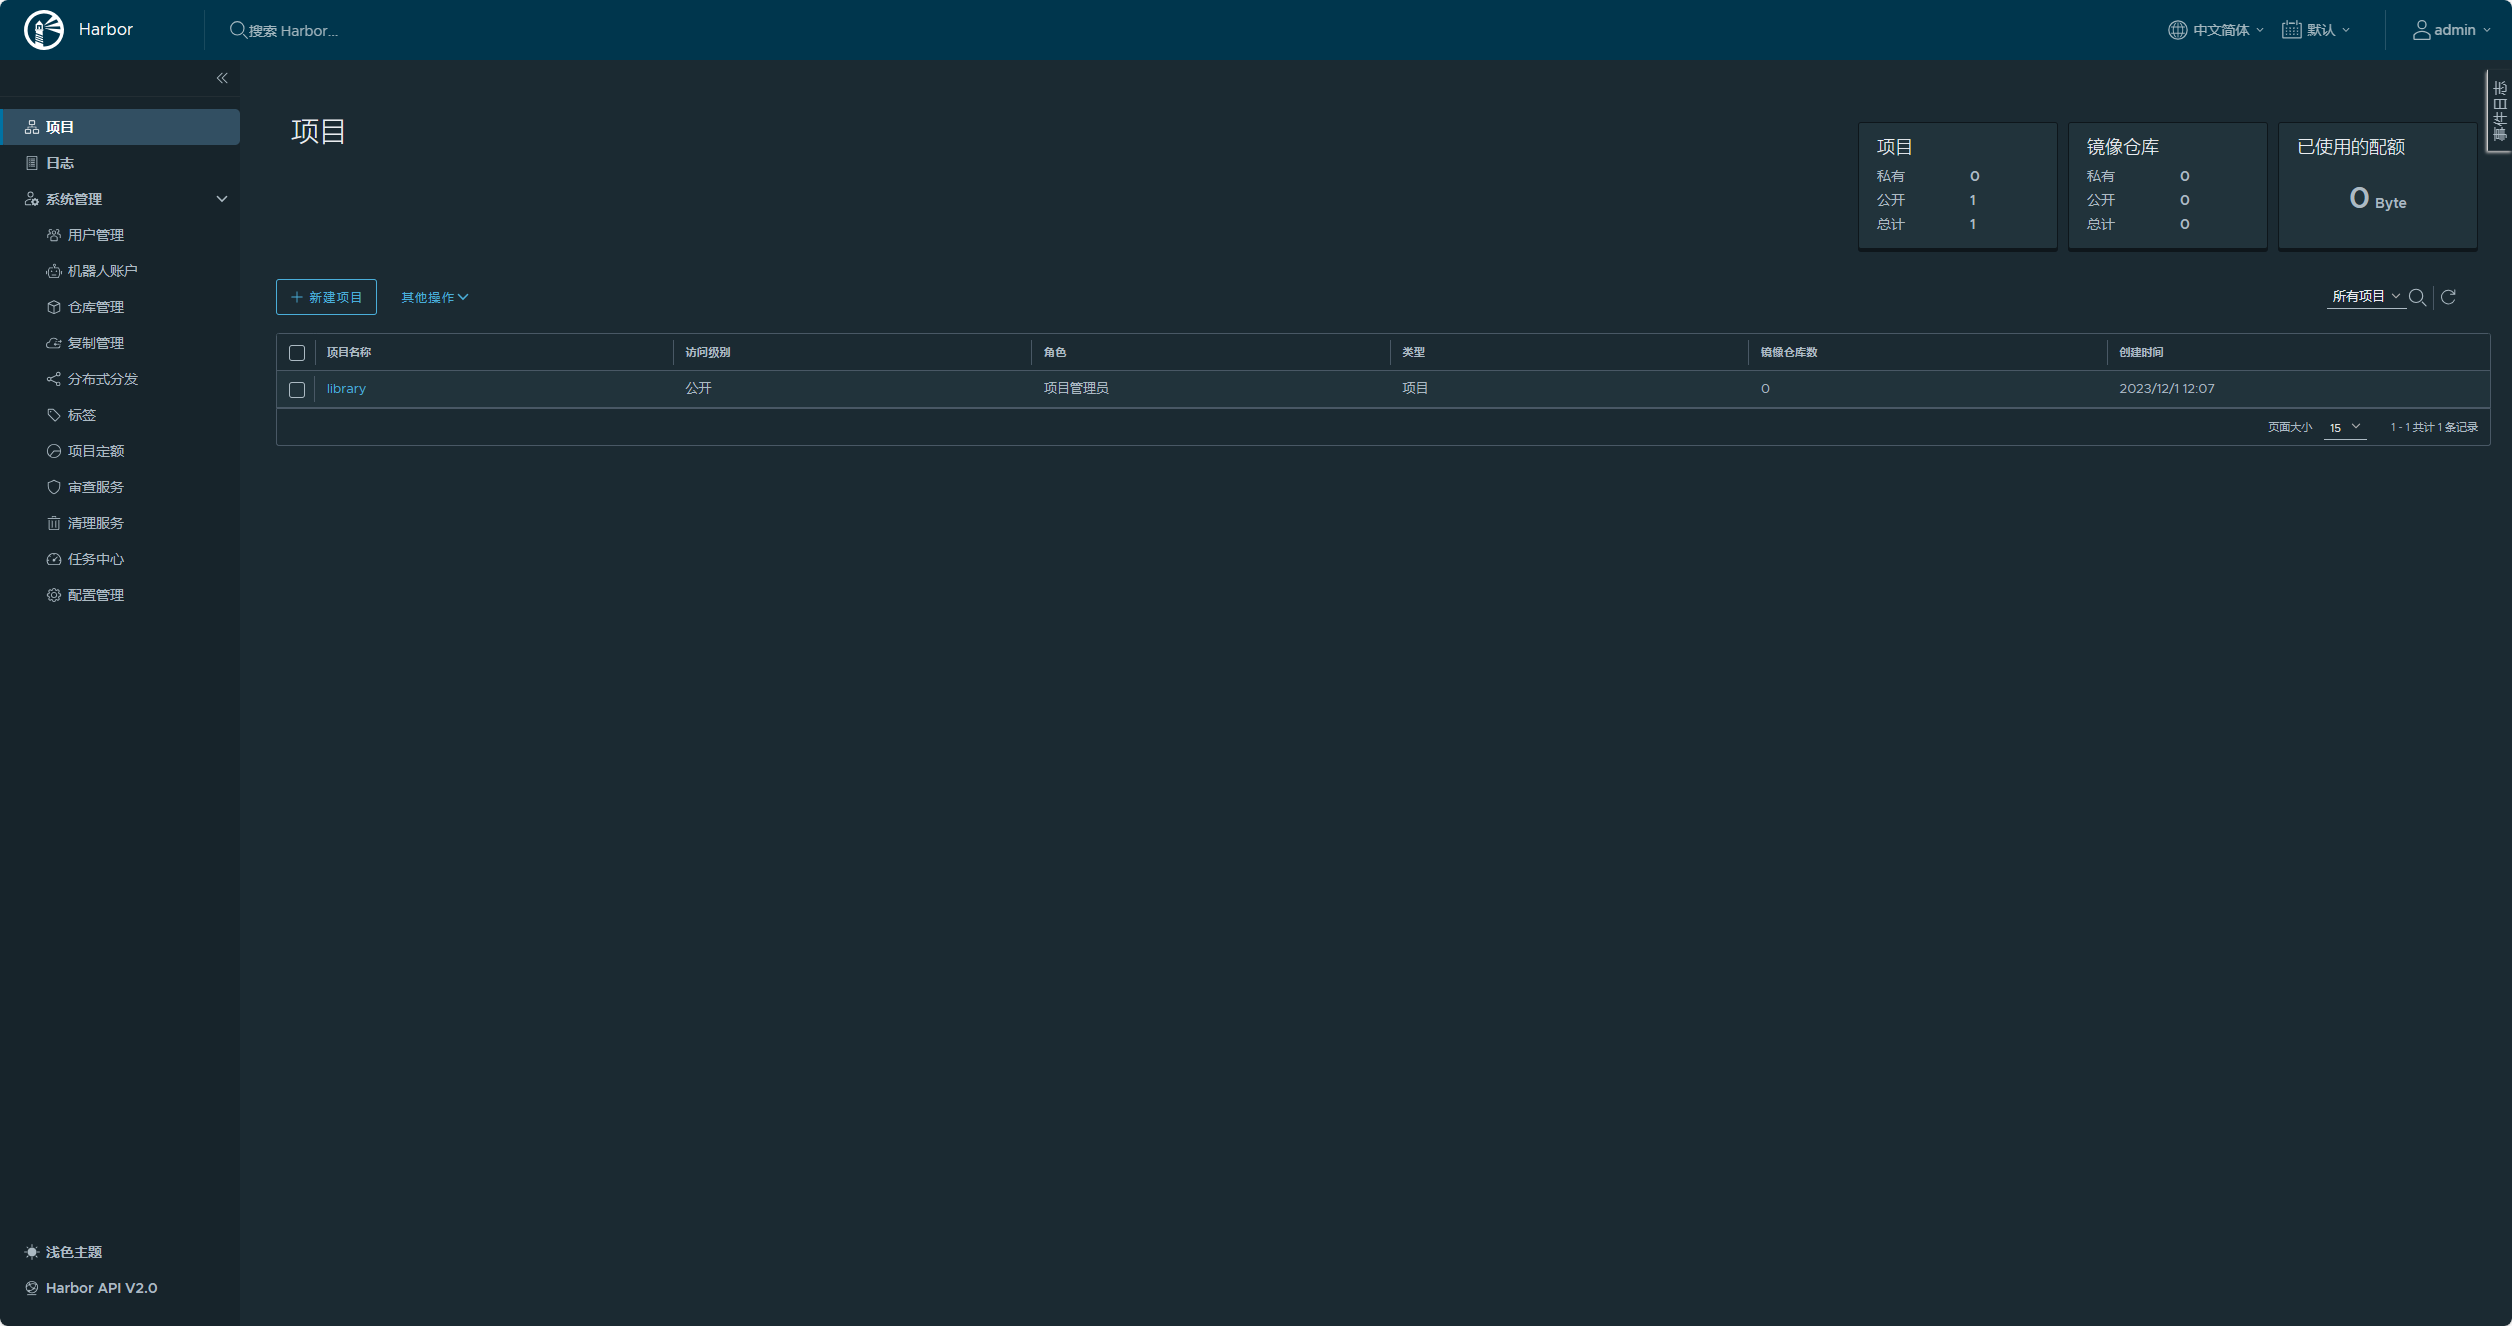 Harbor
搜索 Harbor...
中文简体
默认
admin
事件日志
项目
日志
系统管理
用户管理
机器人账户
仓库管理
复制管理
分布式分发
标签
项目定额
审查服务
清理服务
任务中心
配置管理
浅色主题
Harbor API V2.0
项目
项目
私有 0
公开 1
总计 1
镜像仓库
私有 0
公开 0
总计 0
已使用的配额
0 Byte
新建项目
其他操作
所有项目
项目名称 访问级别 角色 类型 镜像仓库数 创建时间
library 公开 项目管理员 项目 0 2023/12/1 12:07
页面大小 15 1 - 1 共计 1 条记录